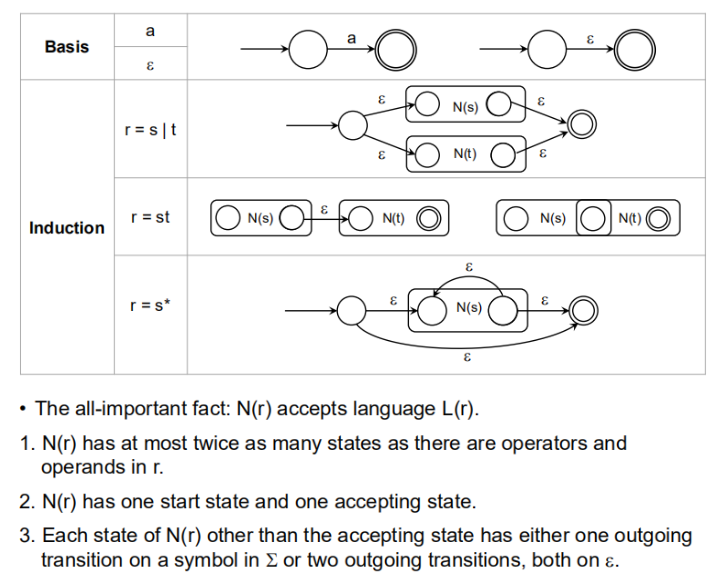 Basis
a
a
ε
ε
Induction
r = s | t
ε
N(s)
ε
ε
N(t)
ε
r = st
N(s)
ε
N(t)
N(s)
N(t)
r = s*
ε
ε
N(s)
ε
ε
• The all-important fact: N(r) accepts language L(r).
1. N(r) has at most twice as many states as there are operators and
operands in r.
2. N(r) has one start state and one accepting state.
3. Each state of N(r) other than the accepting state has either one outgoing
transition on a symbol in Σ or two outgoing transitions, both on ε.